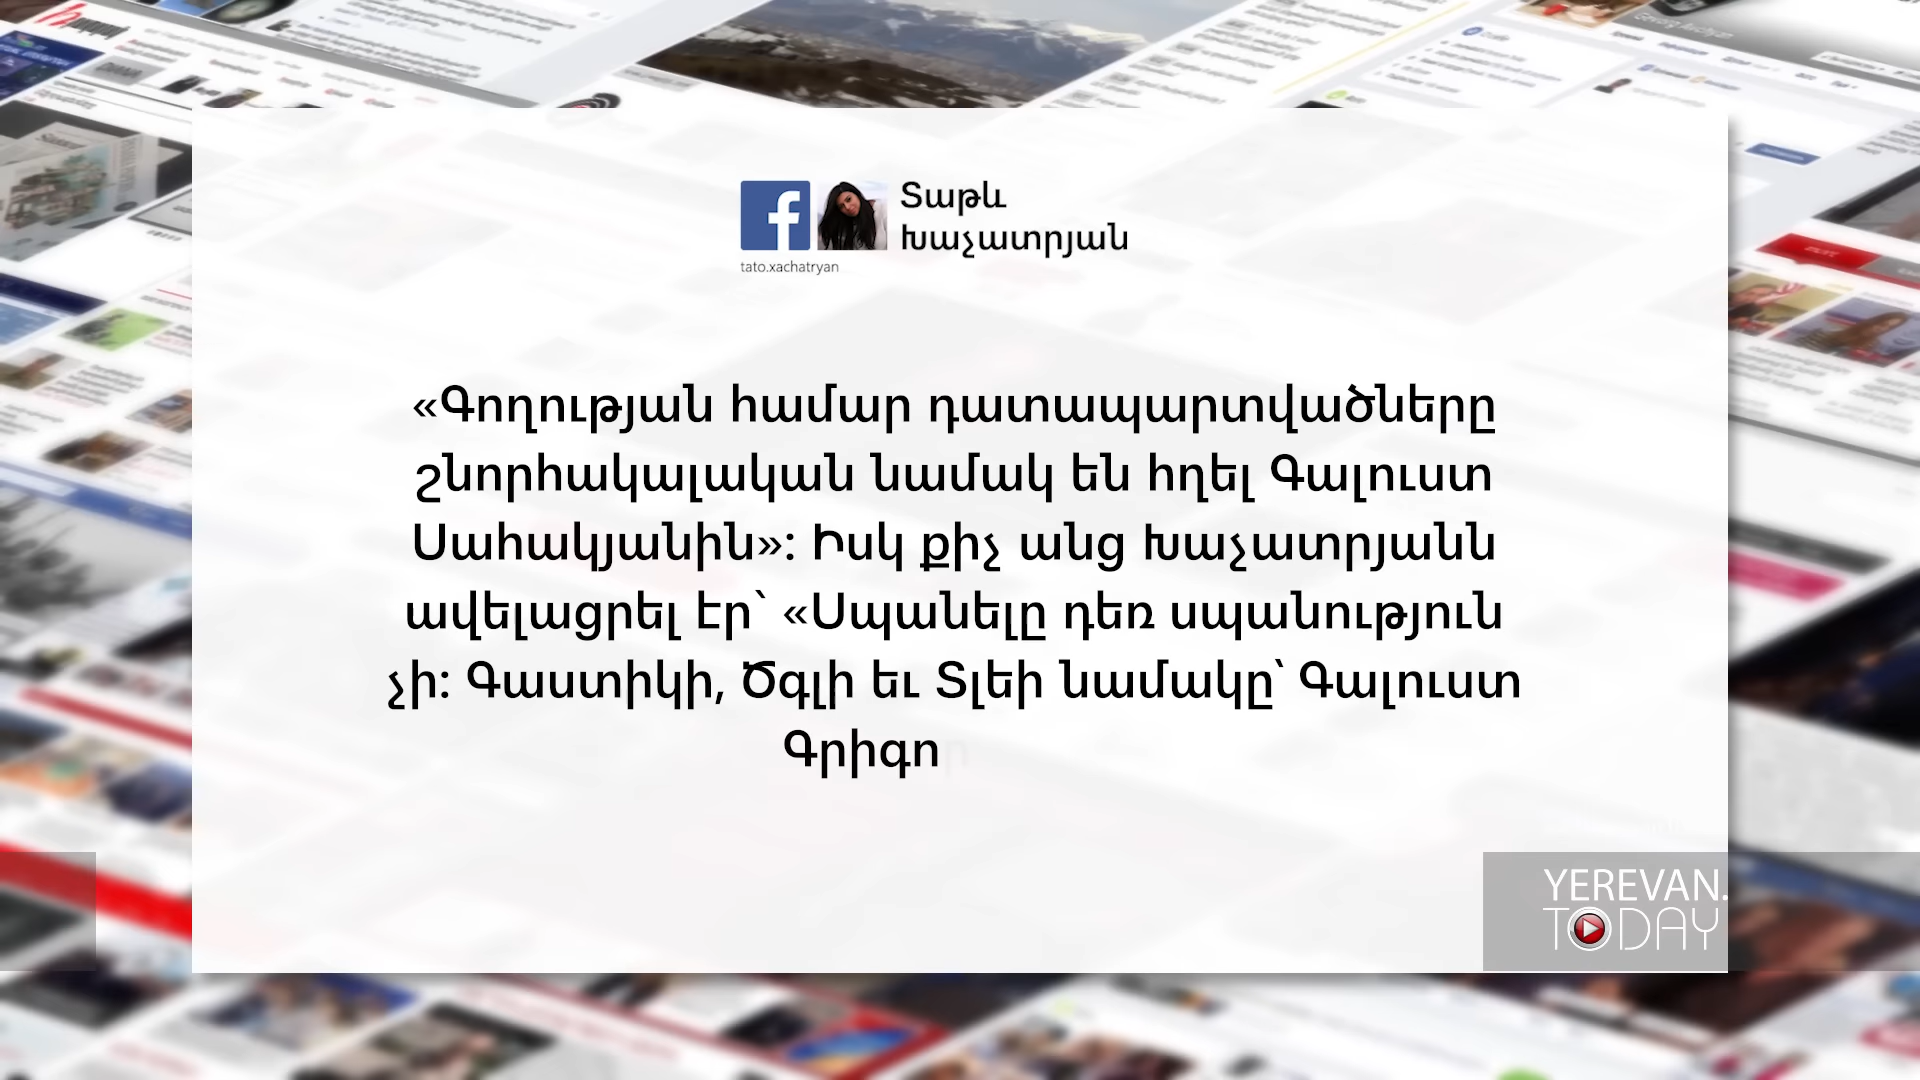 Տաթև
Խաչատրյան
tato.xachatryan
«Գողության համար դատապարտվածները
շնորհակալական նամակ են հղել Գալուստ
Սահակյանին»: Իսկ քիչ անց Խաչատրյանն
ավելացրել էր՝ «Սպանելը դեռ սպանություն
չի: Գաստիկի, Ծգլի եւ Տլեի նամակը՝ Գալուստ
Գրիգոր
YEREVAN.
TODAY